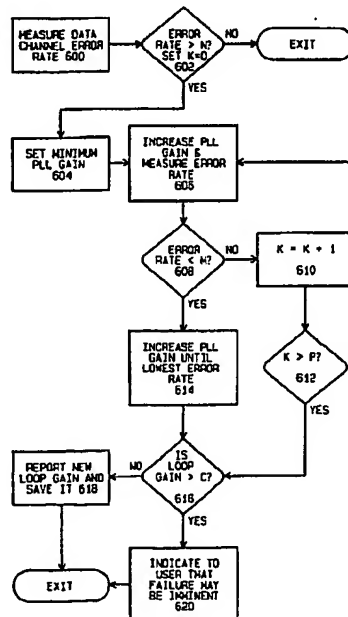 MEASURE DATA
CHANNEL ERROR
RATE 600
ERROR
RATE > N?
SET K=0
602
NO
EXIT
YES
SET MINIMUM
PLL GAIN
604
INCREASE PLL
GAIN &
MEASURE ERROR
RATE
606
ERROR
RATE < M?
608
NO
K = K + 1
610
YES
K > P?
612
YES
INCREASE PLL
GAIN UNTIL
LOWEST ERROR
RATE
614
IS
LOOP
GAIN > C?
616
NO
REPORT NEW
LOOP GAIN AND
SAVE IT 618
YES
INDICATE TO
USER THAT
FAILURE MAY
BE IMMINENT
620
EXIT